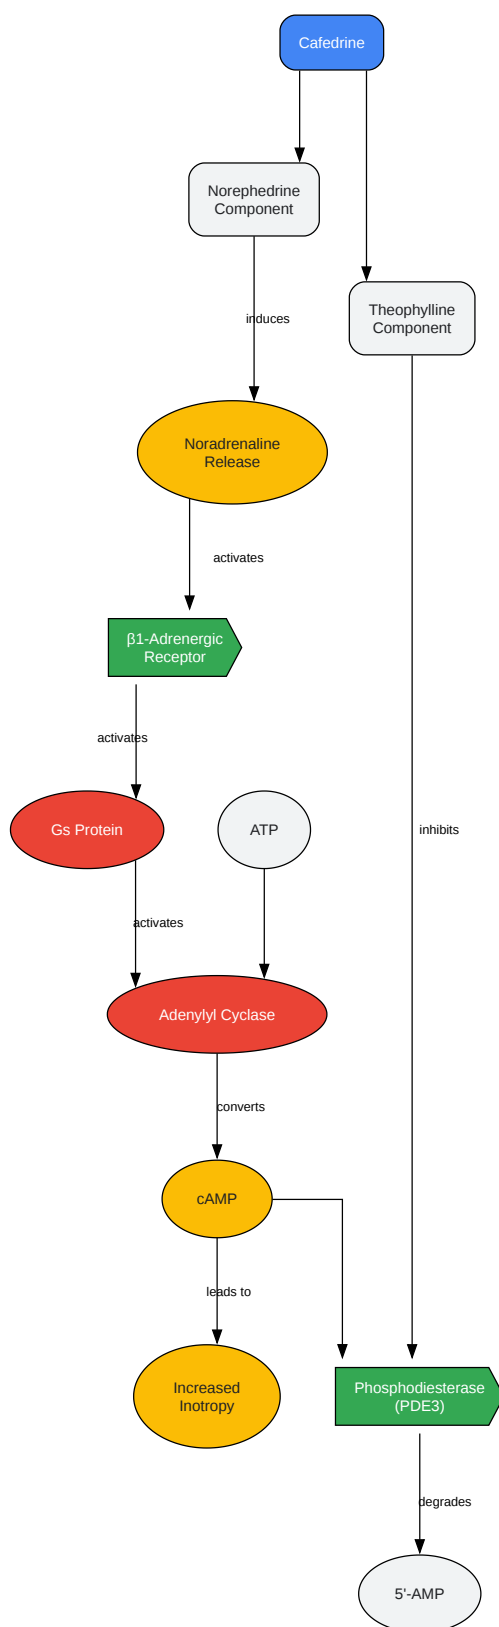 Cafedrine
Norephedrine
Component
Theophylline
Component
induces
Noradrenaline
Release
activates
β1-Adrenergic
Receptor
activates
Gs Protein
ATP
inhibits
activates
Adenylyl Cyclase
converts
cAMP
leads to
Increased
Inotropy
Phosphodiesterase
(PDE3)
degrades
5'-AMP